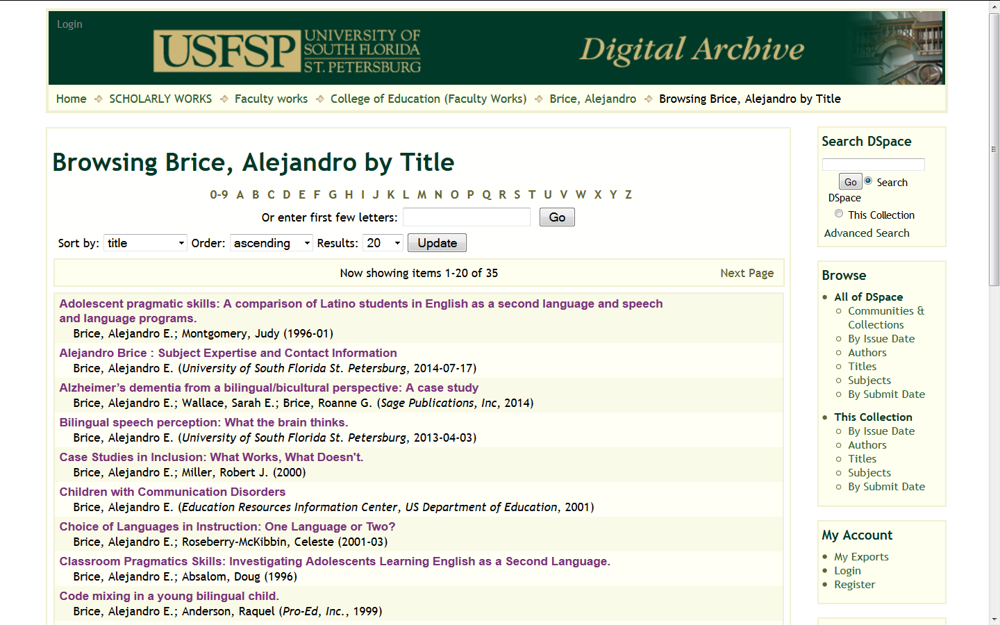 Login
USFSP UNIVERSITY OF
SOUTH FLORIDA
ST. PETERSBURG
Digital Archive
Home SCHOLARLY WORKS Faculty works College of Education (Faculty Works) Brice, Alejandro Browsing Brice, Alejandro by Title
Browsing Brice, Alejandro by Title
0-9 A B C D E F G H I J K L M N O P Q R S T U V W X Y Z
Or enter first few letters: Go
Sort by: title Order: ascending Results: 20 Update
Now showing items 1-20 of 35 Next Page
Adolescent pragmatic skills: A comparison of Latino students in English as a second language and speech
and language programs.
Brice, Alejandro E.; Montgomery, Judy (1996-01)
Alejandro Brice : Subject Expertise and Contact Information
Brice, Alejandro E. (University of South Florida St. Petersburg, 2014-07-17)
Alzheimer’s dementia from a bilingual/bicultural perspective: A case study
Brice, Alejandro E.; Wallace, Sarah E.; Brice, Roanne G. (Sage Publications, Inc, 2014)
Bilingual speech perception: What the brain thinks.
Brice, Alejandro E. (University of South Florida St. Petersburg, 2013-04-03)
Case Studies in Inclusion: What Works, What Doesn't.
Brice, Alejandro E.; Miller, Robert J. (2000)
Children with Communication Disorders
Brice, Alejandro E. (Education Resources Information Center, US Department of Education, 2001)
Choice of Languages in Instruction: One Language or Two?
Brice, Alejandro E.; Roseberry-McKibbin, Celeste (2001-03)
Classroom Pragmatics Skills: Investigating Adolescents Learning English as a Second Language.
Brice, Alejandro E.; Absalom, Doug (1996)
Code mixing in a young bilingual child.
Brice, Alejandro E.; Anderson, Raquel (Pro-Ed, Inc., 1999)
Search DSpace
Go Search
DSpace
This Collection
Advanced Search
Browse
All of DSpace
Communities &
Collections
By Issue Date
Authors
Titles
Subjects
By Submit Date
This Collection
By Issue Date
Authors
Titles
Subjects
By Submit Date
My Account
My Exports
Login
Register